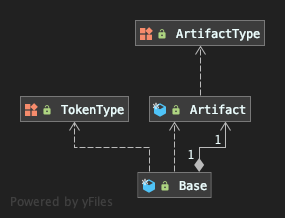 ArtifactType
TokenType
Artifact
1
1
Base
Powered by yFiles